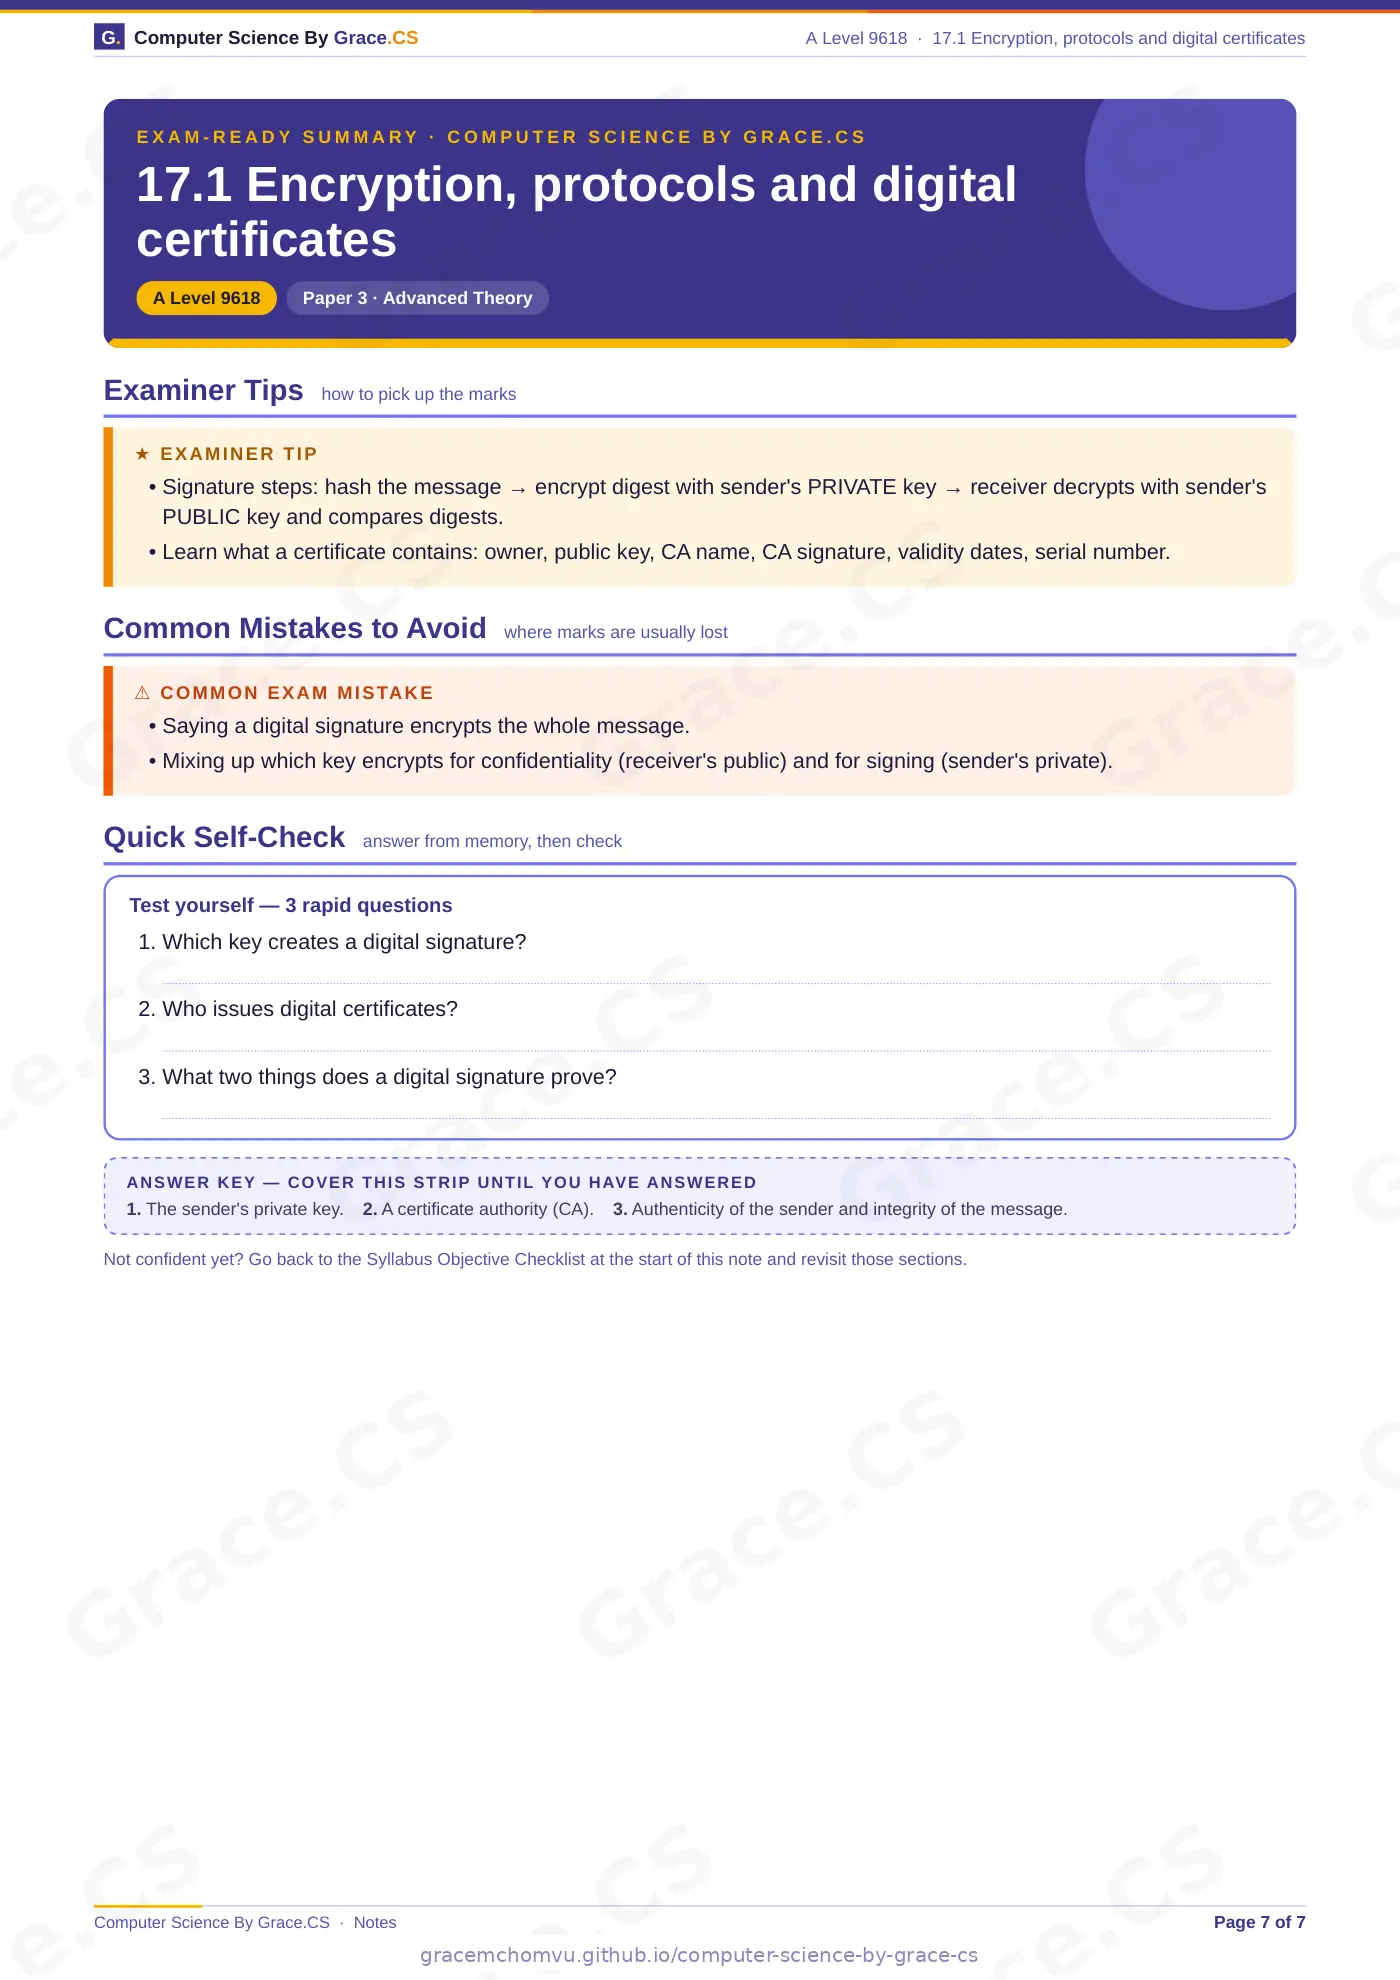 G. Computer Science By Grace.CS
A Level 9618 · 17.1 Encryption, protocols and digital certificates
EXAM-READY SUMMARY · COMPUTER SCIENCE BY GRACE.CS
17.1 Encryption, protocols and digital
certificates
A Level 9618
Paper 3 · Advanced Theory
Examiner Tips how to pick up the marks
★ EXAMINER TIP
• Signature steps: hash the message → encrypt digest with sender's PRIVATE key → receiver decrypts with sender's
PUBLIC key and compares digests.
• Learn what a certificate contains: owner, public key, CA name, CA signature, validity dates, serial number.
Common Mistakes to Avoid where marks are usually lost
⚠ COMMON EXAM MISTAKE
• Saying a digital signature encrypts the whole message.
• Mixing up which key encrypts for confidentiality (receiver's public) and for signing (sender's private).
Quick Self-Check answer from memory, then check
Test yourself — 3 rapid questions
1. Which key creates a digital signature?
2. Who issues digital certificates?
3. What two things does a digital signature prove?
ANSWER KEY — COVER THIS STRIP UNTIL YOU HAVE ANSWERED
1. The sender's private key. 2. A certificate authority (CA). 3. Authenticity of the sender and integrity of the message.
Not confident yet? Go back to the Syllabus Objective Checklist at the start of this note and revisit those sections.
Computer Science By Grace.CS · Notes
Page 7 of 7
gracemchomvu.github.io/computer-science-by-grace-cs